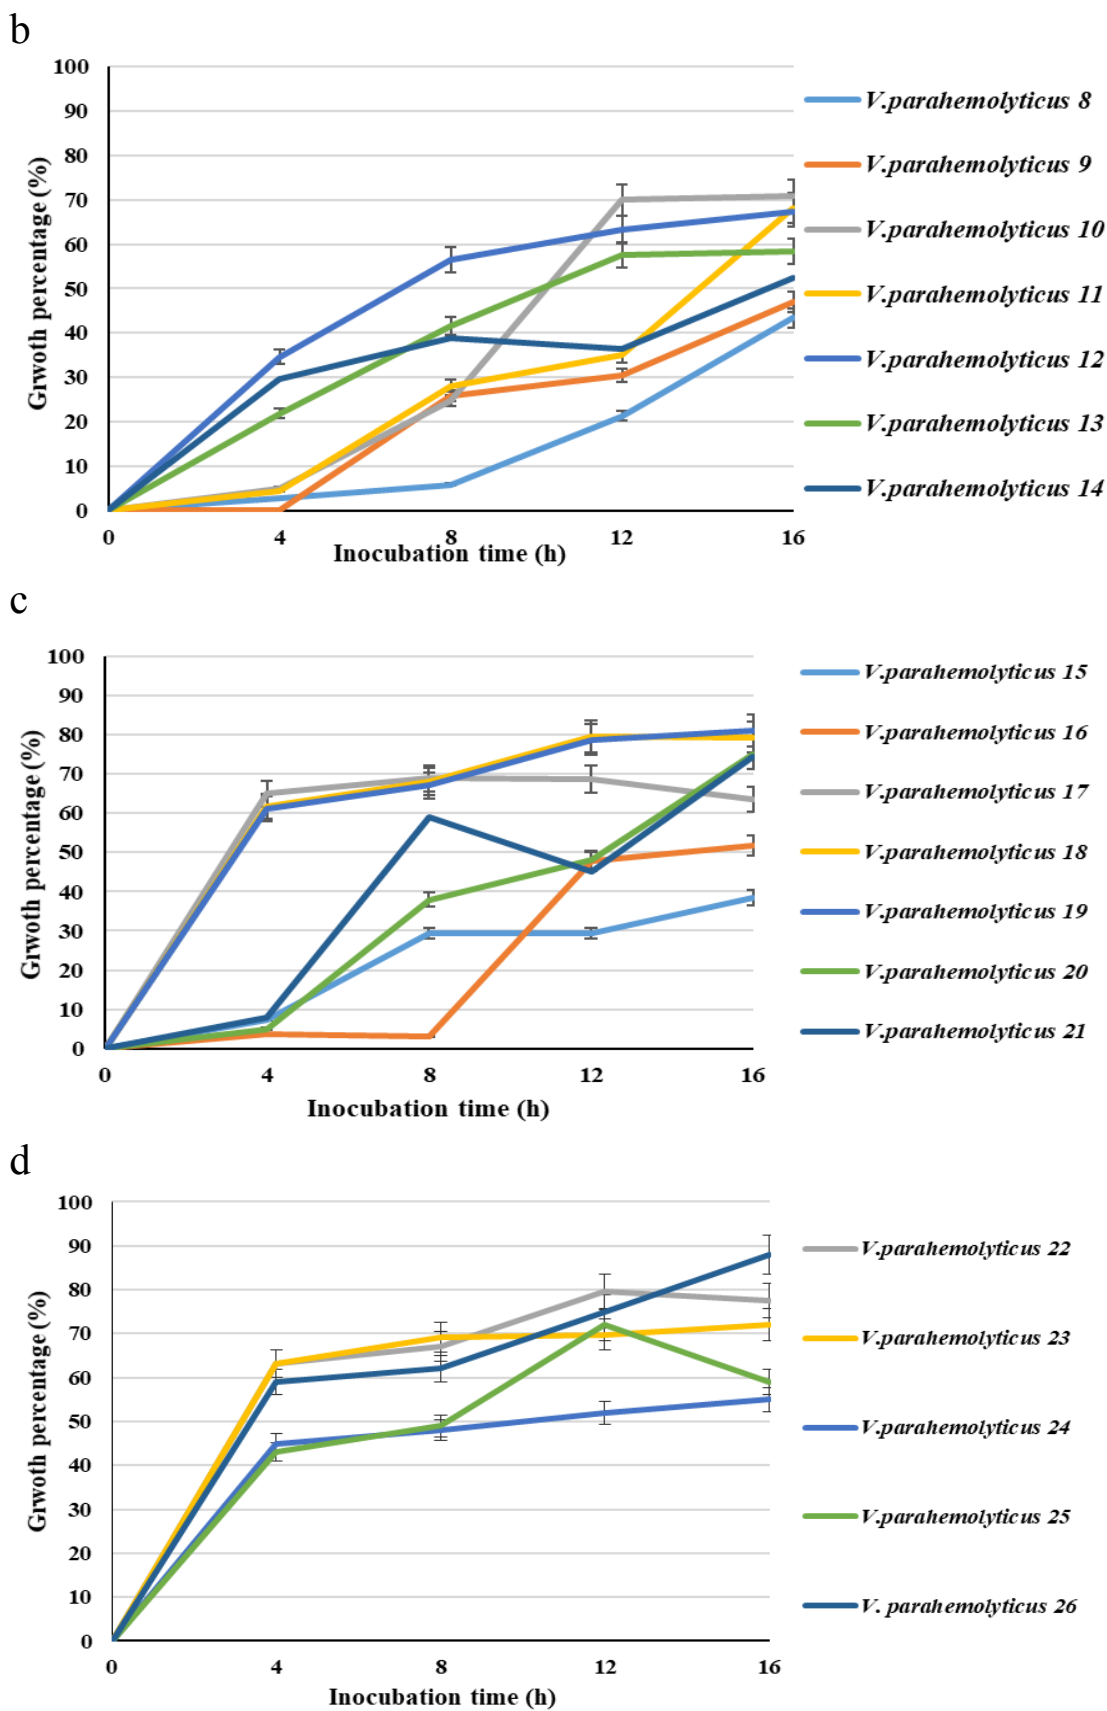 b
100
90
80
70
60
50
40
30
20
10
0
Grwoth percentage (%)
0 4 8 12 16
Inocubation time (h)
V.parahemolyticus 8
V.parahemolyticus 9
V.parahemolyticus 10
V.parahemolyticus 11
V.parahemolyticus 12
V.parahemolyticus 13
V.parahemolyticus 14
c
100
90
80
70
60
50
40
30
20
10
0
Grwoth percentage (%)
0 4 8 12 16
Inocubation time (h)
V.parahemolyticus 15
V.parahemolyticus 16
V.parahemolyticus 17
V.parahemolyticus 18
V.parahemolyticus 19
V.parahemolyticus 20
V.parahemolyticus 21
d
100
90
80
70
60
50
40
30
20
10
0
Grwoth percentage (%)
0 4 8 12 16
Inocubation time (h)
V.parahemolyticus 22
V.parahemolyticus 23
V.parahemolyticus 24
V.parahemolyticus 25
V. parahemolyticus 26